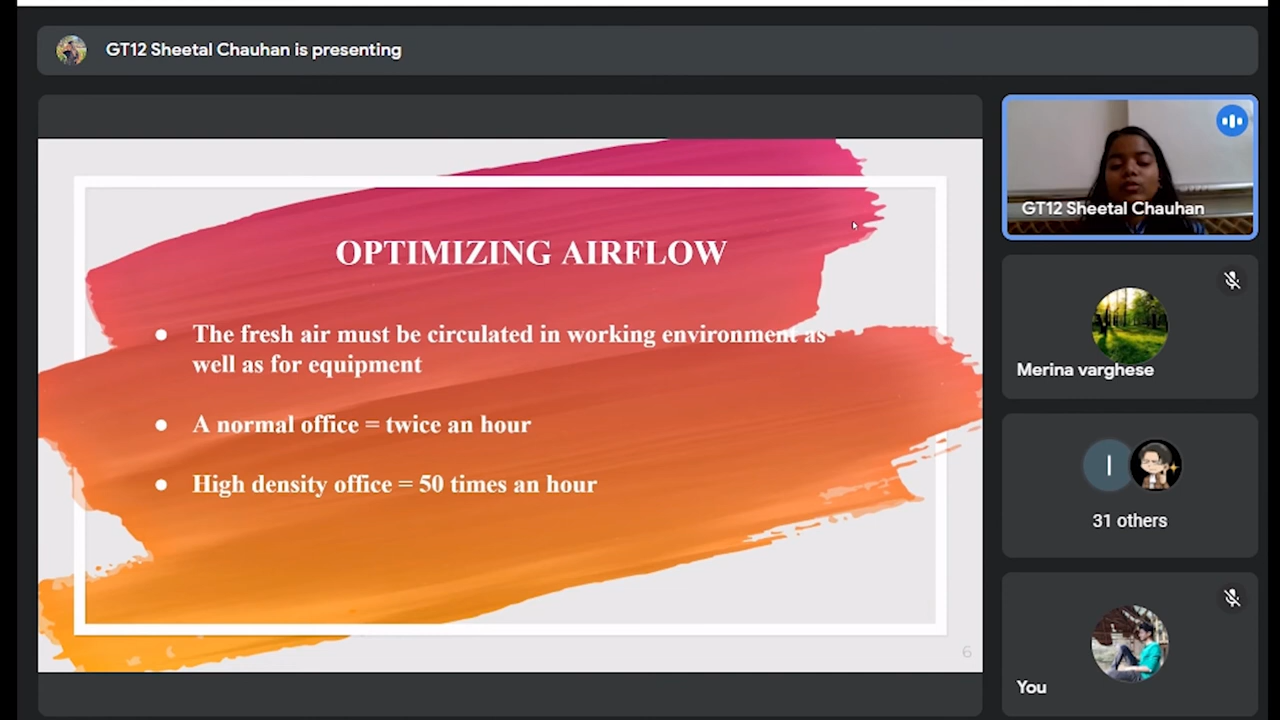 GT12 Sheetal Chauhan is presenting
OPTIMIZING AIRFLOW
● The fresh air must be circulated in working environment as
well as for equipment
● A normal office = twice an hour
● High density office = 50 times an hour
6
GT12 Sheetal Chauhan
Merina varghese
I
31 others
You